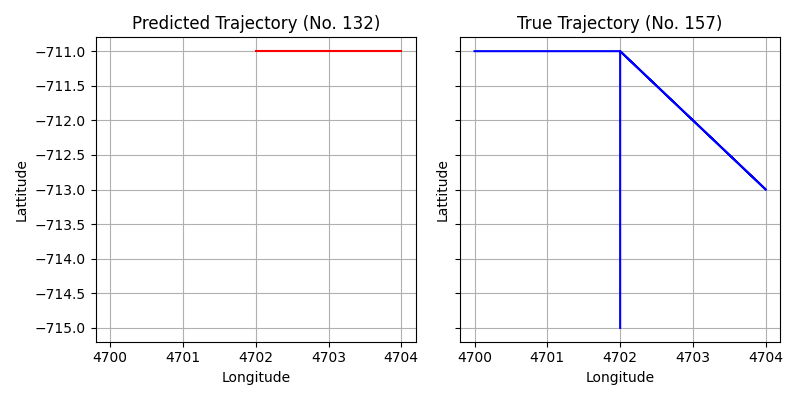 Predicted Trajectory (No. 132)
−711.0
−711.5
−712.0
−712.5
−713.0
−713.5
−714.0
−714.5
−715.0
Lattitude
4700 4701 4702 4703 4704
Longitude
True Trajectory (No. 157)
Lattitude
4700 4701 4702 4703 4704
Longitude